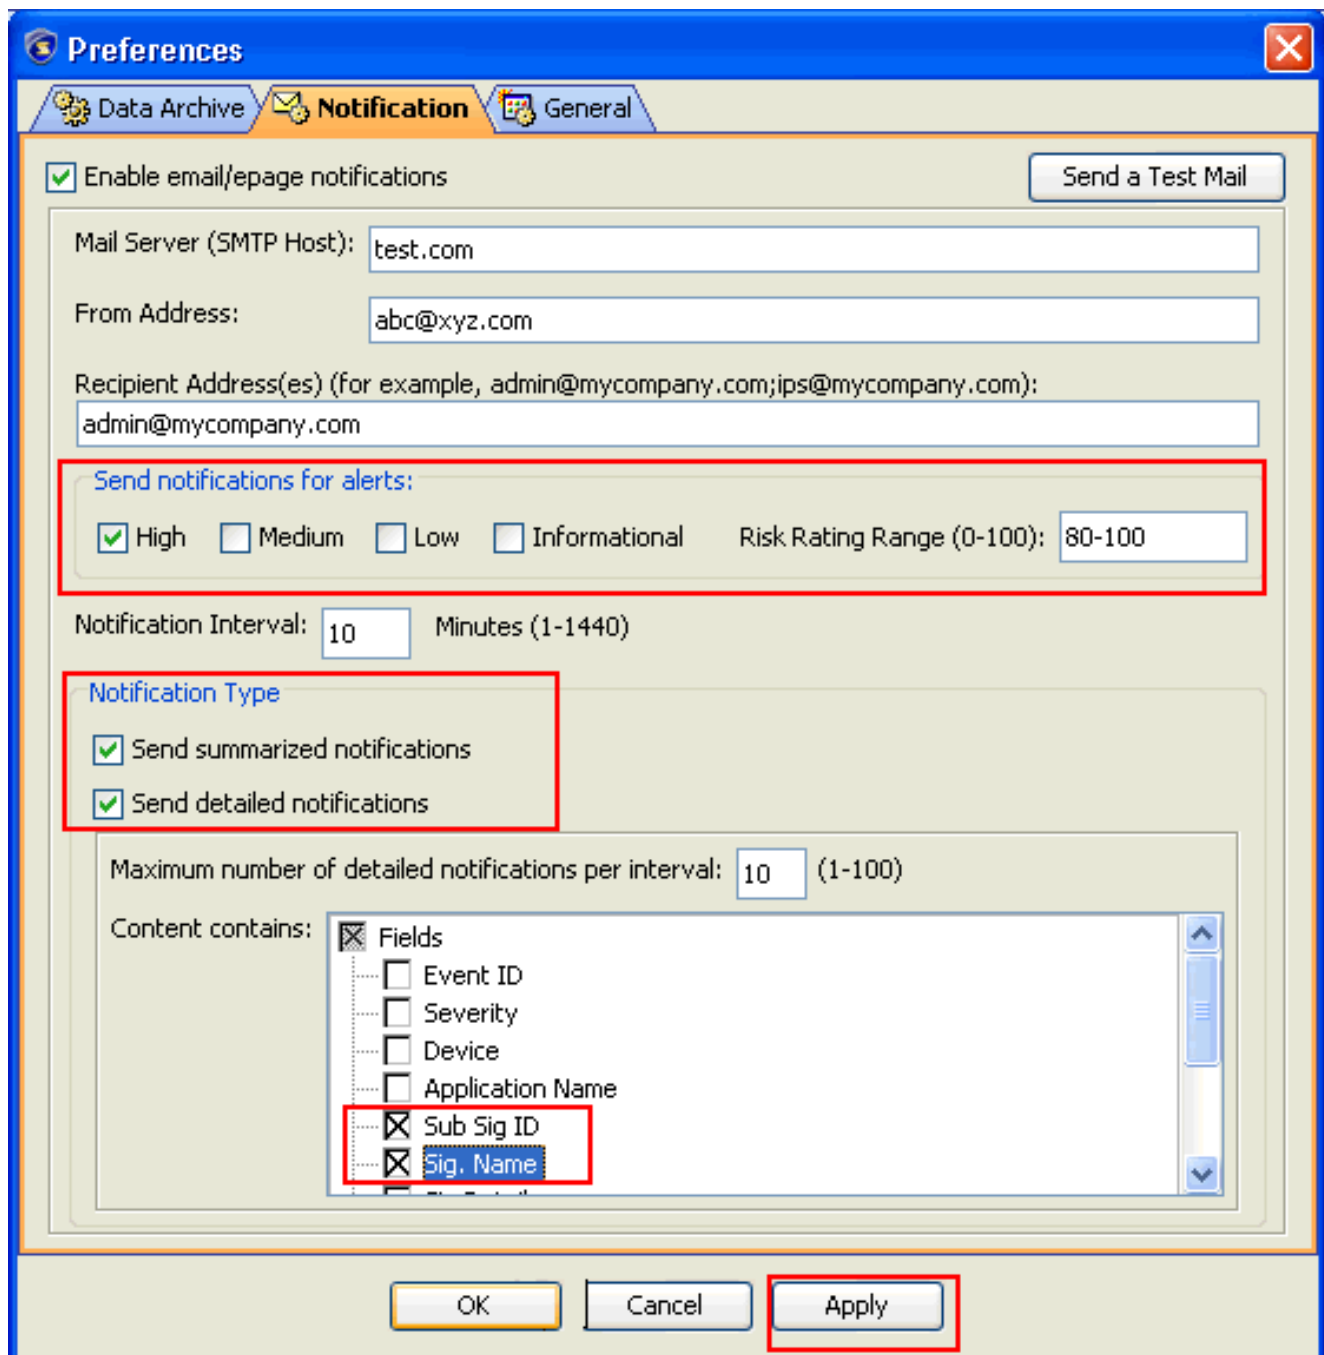 Preferences
Data Archive Notification General
Enable email/epage notifications Send a Test Mail
Mail Server (SMTP Host): test.com
From Address: abc@xyz.com
Recipient Address(es) (for example, admin@mycompany.com;ips@mycompany.com):
admin@mycompany.com
Send notifications for alerts:
High Medium Low Informational Risk Rating Range (0-100): 80-100
Notification Interval: 10 Minutes (1-1440)
Notification Type
Send summarized notifications
Send detailed notifications
Maximum number of detailed notifications per interval: 10 (1-100)
Content contains: Fields
Event ID
Severity
Device
Application Name
Sub Sig ID
Sig. Name
OK Cancel Apply